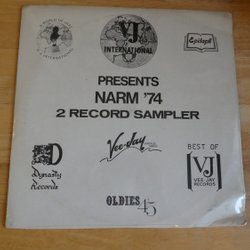 INTERNATIONAL
VJ
INTERNATIONAL
PRESENTS
NARM '74
2 RECORD SAMPLER
Dynasty
Records
Vee-Jay
BEST OF
VJ
VEE-JAY
RECORDS
OLDIES 45